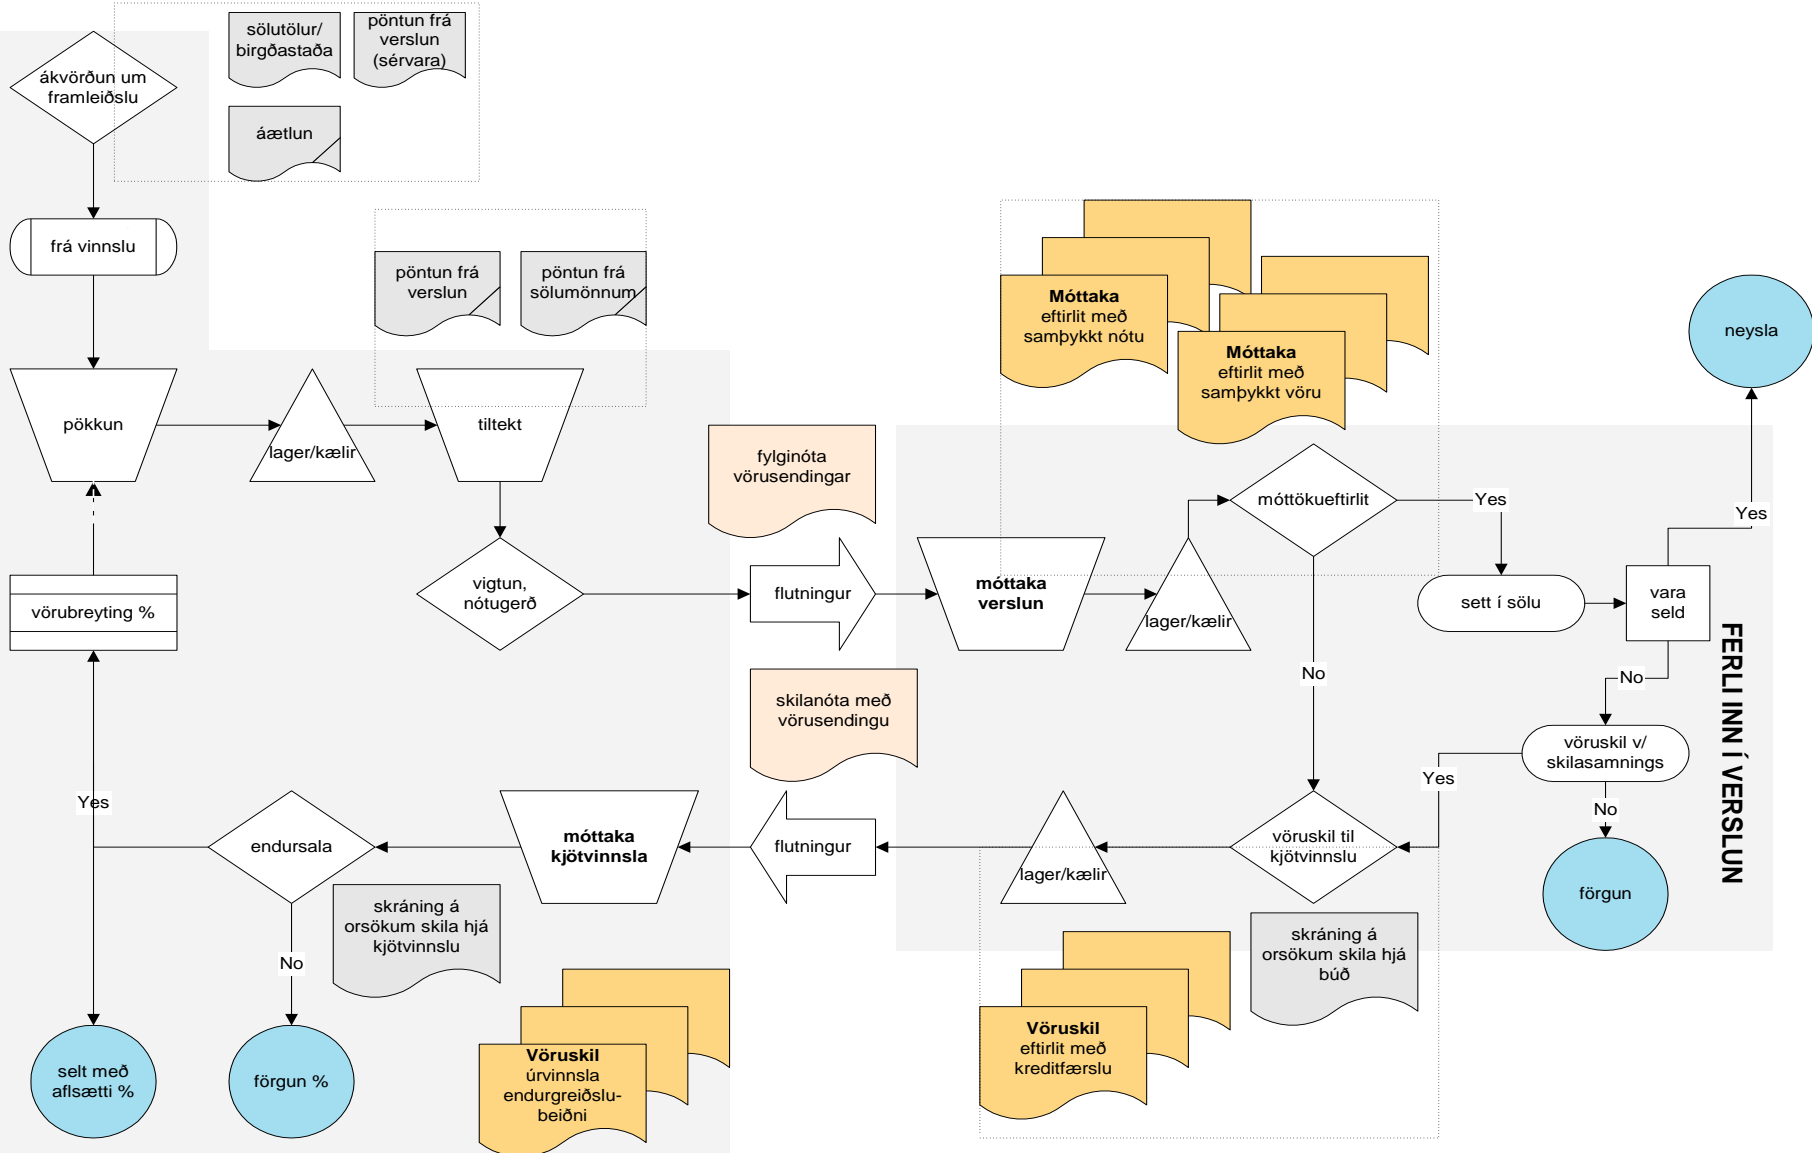 sölutölur/
birgðastaða
pöntun frá
verslun
(sérvara)
ákvörðun um
framleiðslu
áætlun
frá vinnslu
pöntun frá
verslun
pöntun frá
sölumönnum
Móttaka
eftirlit með
samþykkt nótu
Móttaka
eftirlit með
samþykkt vöru
neysla
pökkun
lager/kælir
tiltekt
fylginóta
vörusendingar
móttökueftirlit
Yes
Yes
vörubreyting %
vigtun,
nótugerð
flutningur
móttaka
verslun
lager/kælir
sett í sölu
vara
seld
No
No
skilanóta með
vörusendingu
vöruskil v/
skilasamnings
FERLI INN Í VERSLUN
Yes
Yes
No
endursala
móttaka
kjötvinnsla
flutningur
lager/kælir
vöruskil til
kjötvinnslu
förgun
skráning á
orsökum skila hjá
kjötvinnslu
skráning á
orsökum skila hjá
búð
No
selt með
aflsætti %
förgun %
Vöruskil
úrvinnsla
endurgreiðslu-
beiðni
Vöruskil
eftirlit með
kreditfærslu